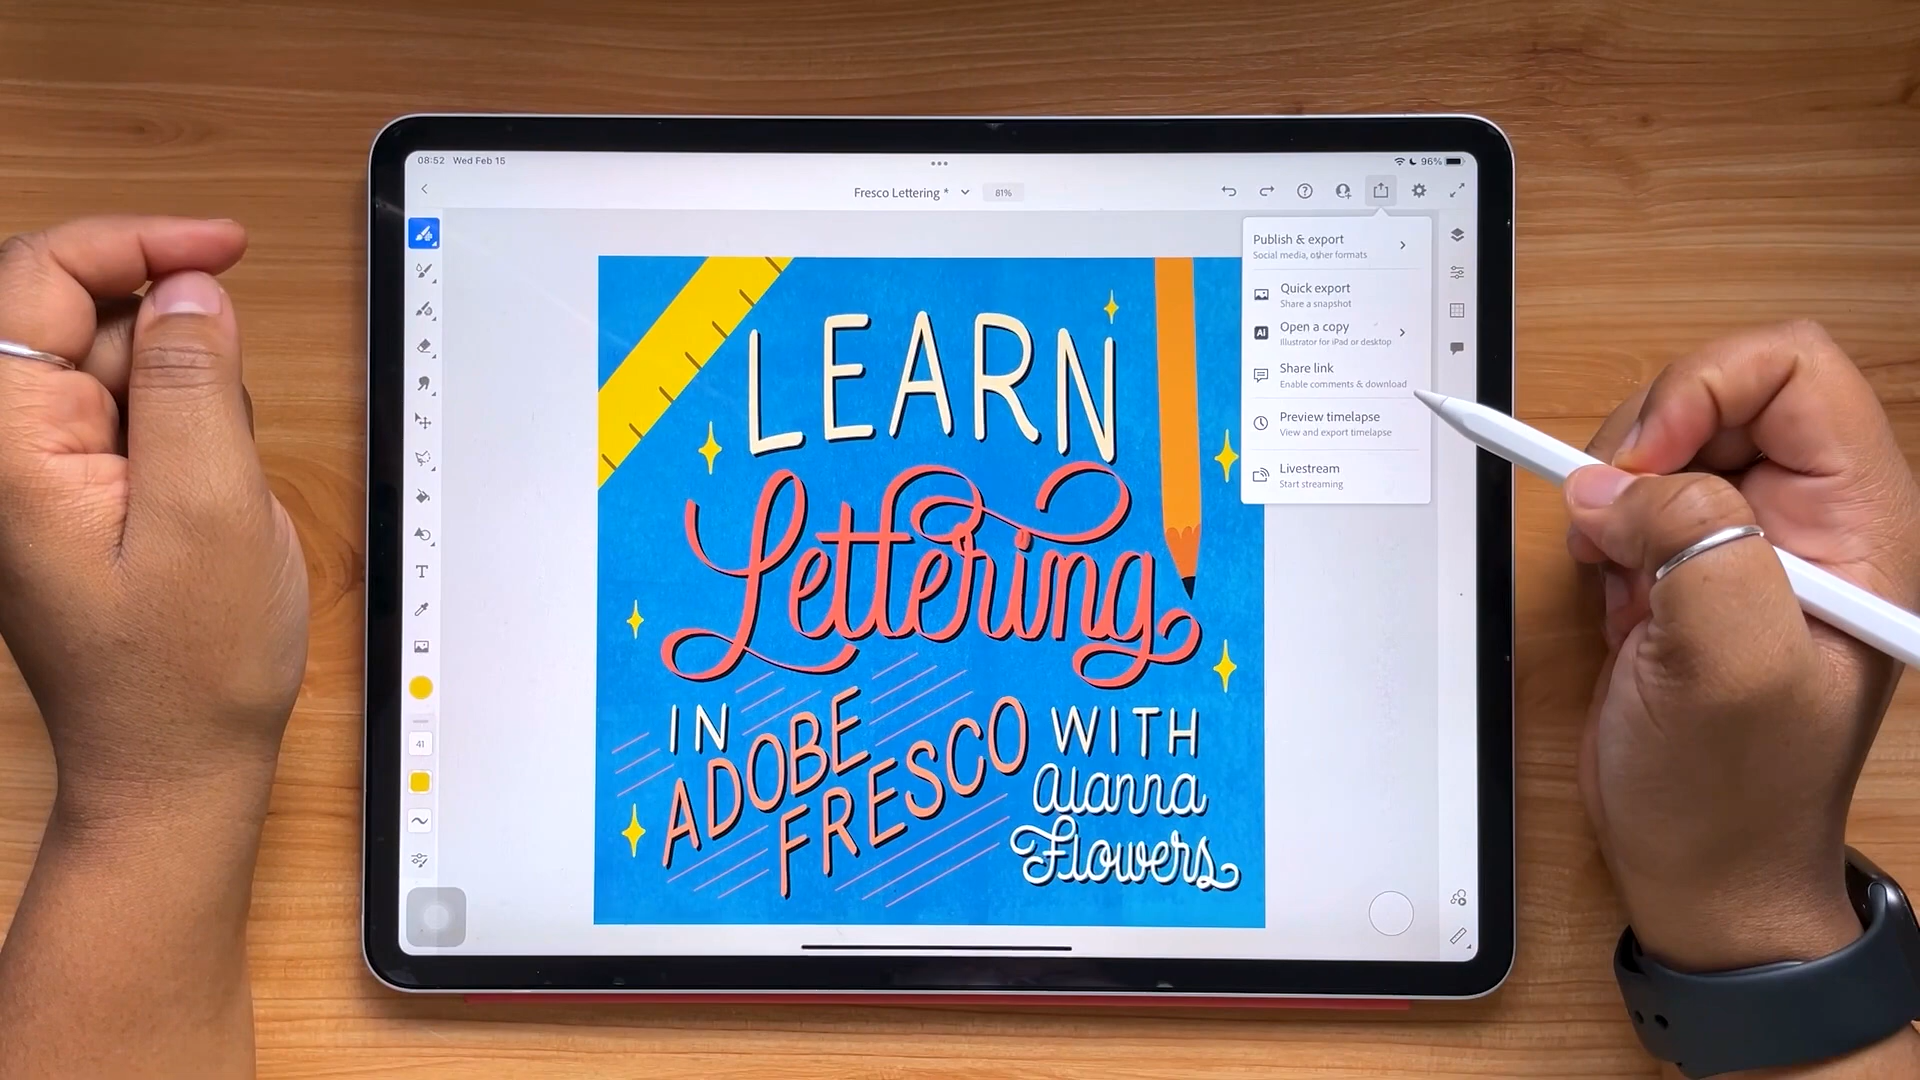 08:52 Wed Feb 15
96%
Fresco Lettering *
81%
Publish & export
Social media, other formats
Quick export
Share a snapshot
Ai
Open a copy
Illustrator for iPad or desktop
Share link
Enable comments & download
Preview timelapse
View and export timelapse
Livestream
Start streaming
T
41
LEARN
Lettering
IN
ADOBE
FRESCO
WITH
Alanna
Flowers